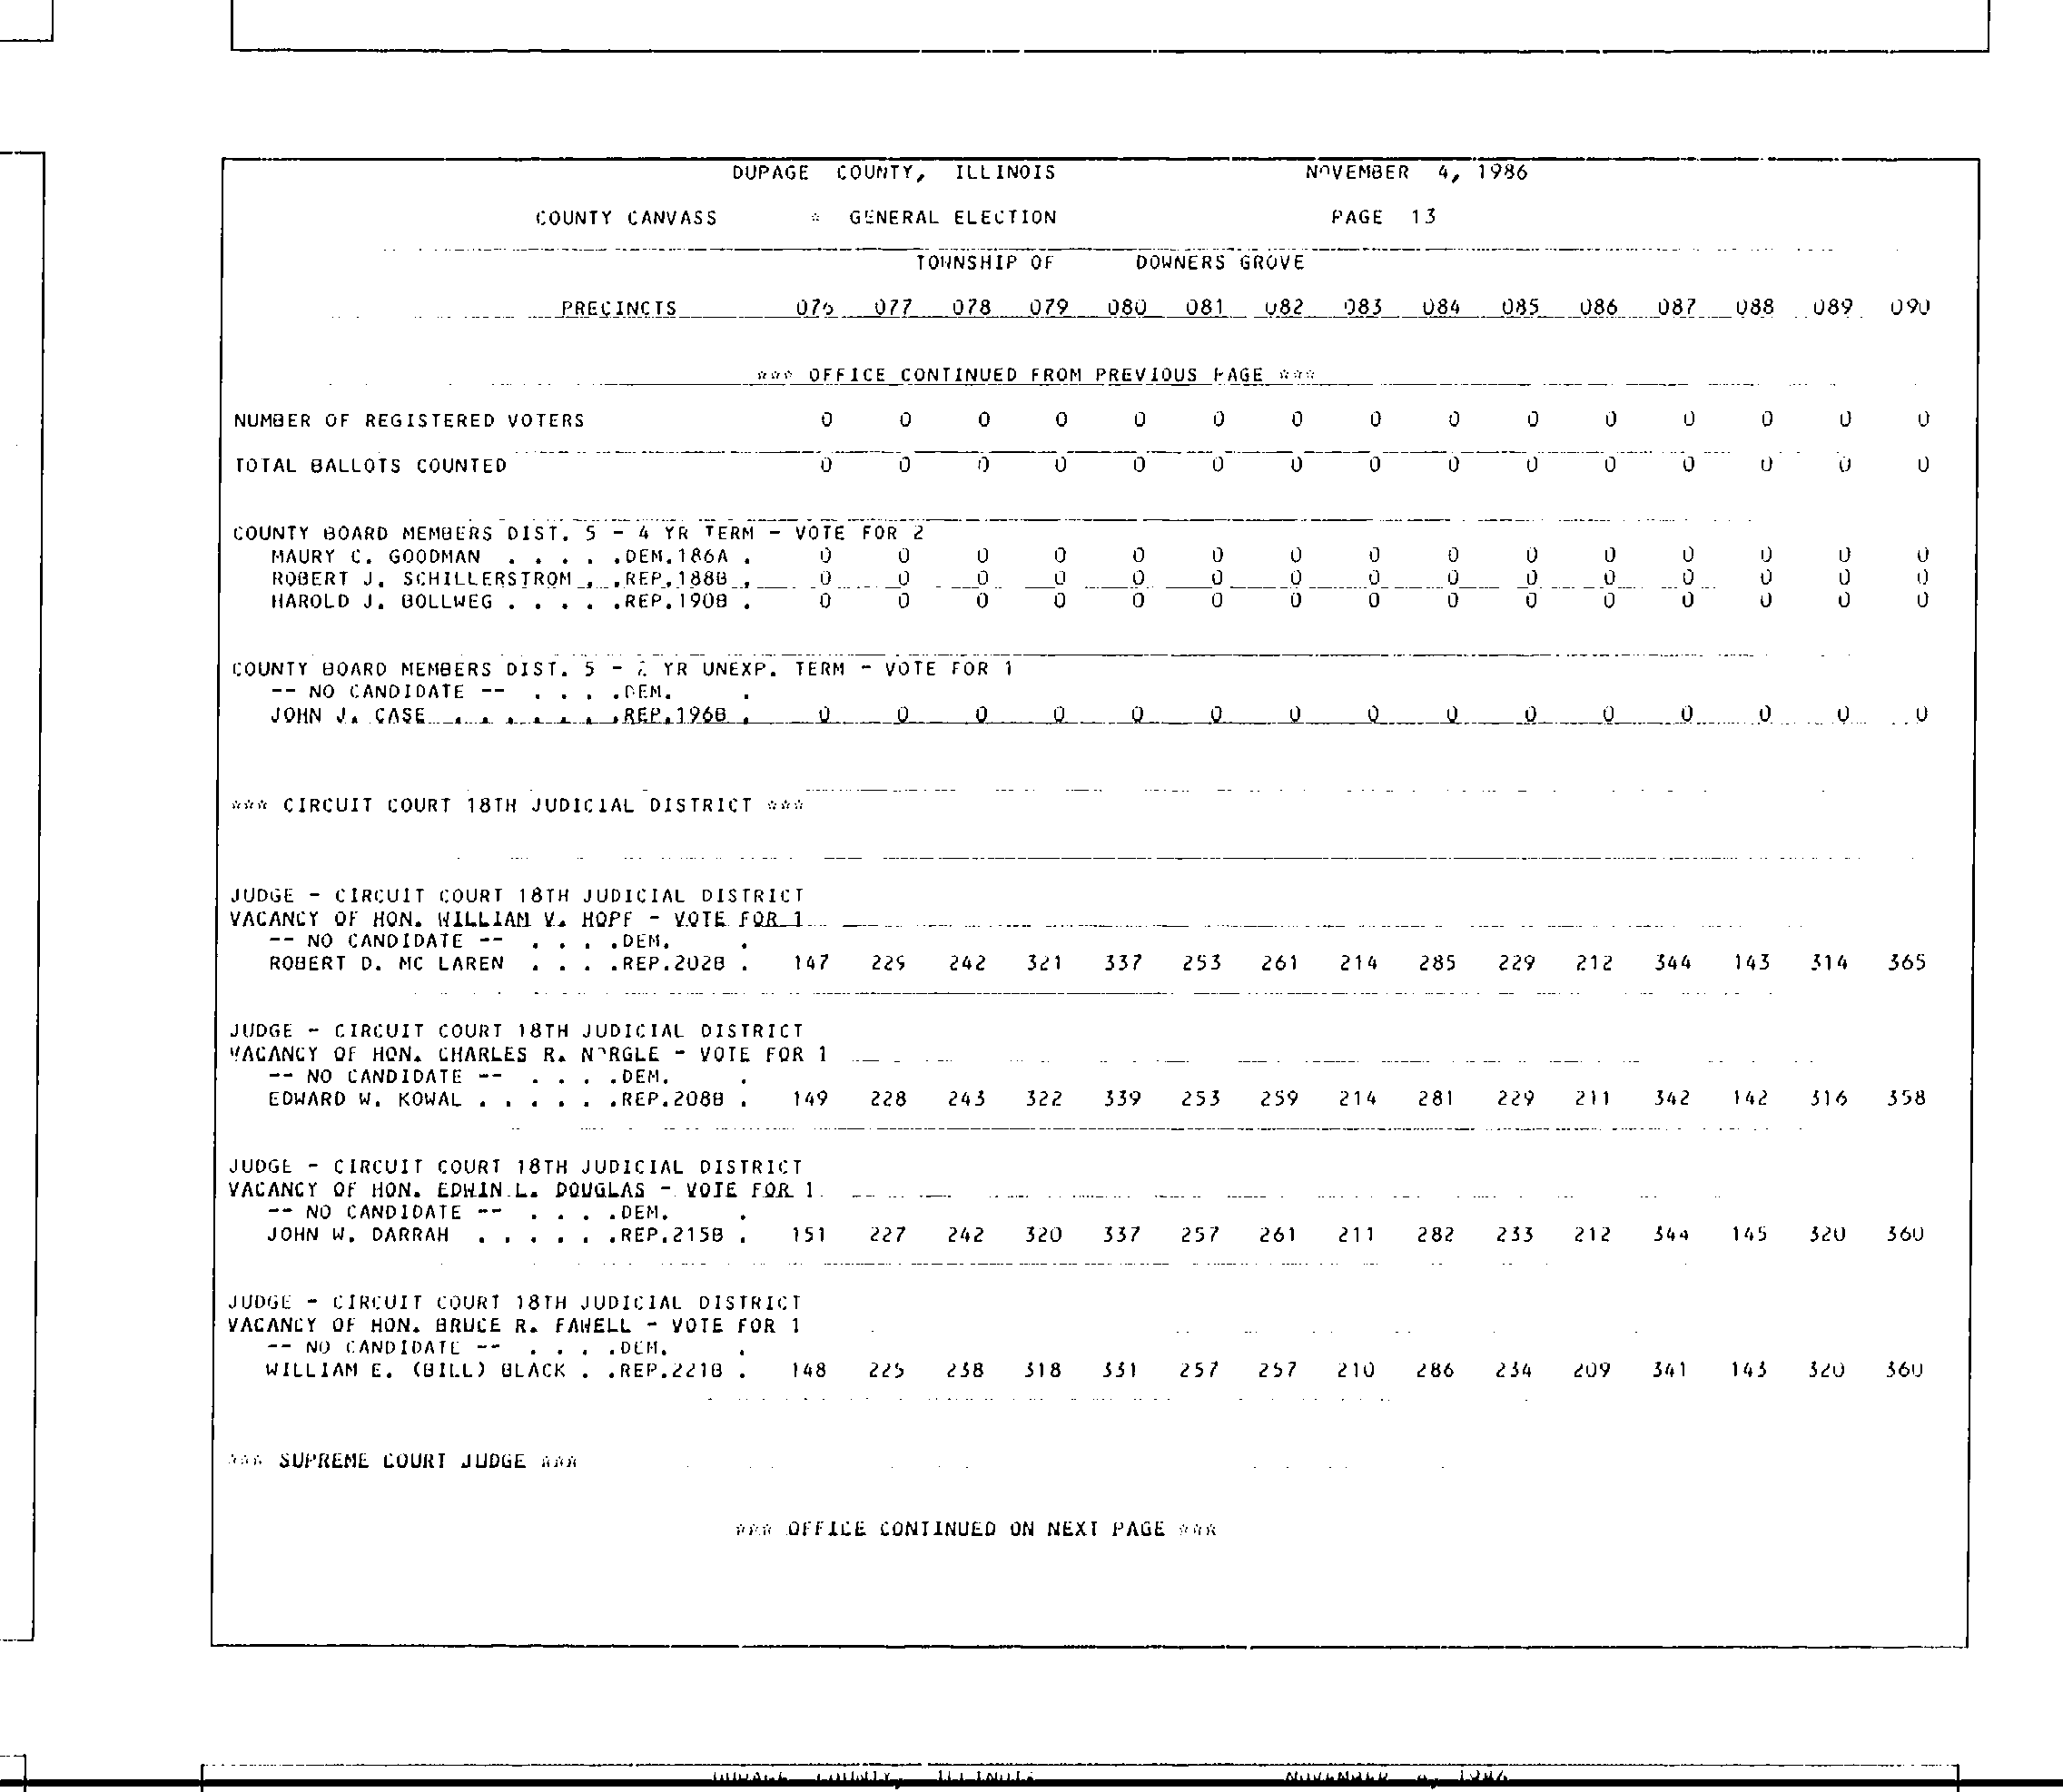 DUPAGE COUNTY, ILLINOIS NOVEMBER 4, 1986
COUNTY CANVASS * GENERAL ELECTION PAGE 13
TOWNSHIP OF DOWNERS GROVE
PRECINCTS 076 077 078 079 080 081 082 083 084 085 086 087 088 089 090
*** OFFICE CONTINUED FROM PREVIOUS PAGE ***
NUMBER OF REGISTERED VOTERS 0 0 0 0 0 0 0 0 0 0 0 0 0 0 0
TOTAL BALLOTS COUNTED 0 0 0 0 0 0 0 0 0 0 0 0 0 0 0
COUNTY BOARD MEMBERS DIST. 5 - 4 YR TERM - VOTE FOR 2
MAURY C. GOODMAN . . . . .DEM.186A . 0 0 0 0 0 0 0 0 0 0 0 0 0 0 0
ROBERT J. SCHILLERSTROM . .REP.188B . 0 0 0 0 0 0 0 0 0 0 0 0 0 0 0
HAROLD J. BOLLWEG . . . . .REP.190B . 0 0 0 0 0 0 0 0 0 0 0 0 0 0 0
COUNTY BOARD MEMBERS DIST. 5 - 2 YR UNEXP. TERM - VOTE FOR 1
-- NO CANDIDATE -- . . . .DEM. .
JOHN J. CASE . . . . . . .REP.196B . 0 0 0 0 0 0 0 0 0 0 0 0 0 0 0
*** CIRCUIT COURT 18TH JUDICIAL DISTRICT ***
JUDGE - CIRCUIT COURT 18TH JUDICIAL DISTRICT
VACANCY OF HON. WILLIAM V. HOPF - VOTE FOR 1
-- NO CANDIDATE -- . . . .DEM. .
ROBERT D. MC LAREN . . . .REP.202B . 147 229 242 321 337 253 261 214 285 229 212 344 143 314 365
JUDGE - CIRCUIT COURT 18TH JUDICIAL DISTRICT
VACANCY OF HON. CHARLES R. NORGLE - VOTE FOR 1
-- NO CANDIDATE -- . . . .DEM. .
EDWARD W. KOWAL . . . . . .REP.208B . 149 228 243 322 339 253 259 214 281 229 211 342 142 316 358
JUDGE - CIRCUIT COURT 18TH JUDICIAL DISTRICT
VACANCY OF HON. EDWIN L. DOUGLAS - VOTE FOR 1
-- NO CANDIDATE -- . . . .DEM. .
JOHN W. DARRAH . . . . . .REP.215B . 151 227 242 320 337 257 261 211 282 233 212 344 145 320 360
JUDGE - CIRCUIT COURT 18TH JUDICIAL DISTRICT
VACANCY OF HON. BRUCE R. FAWELL - VOTE FOR 1
-- NO CANDIDATE -- . . . .DEM. .
WILLIAM E. (BILL) BLACK . .REP.221B . 148 225 238 318 331 257 257 210 286 234 209 341 143 320 360
*** SUPREME COURT JUDGE ***
*** OFFICE CONTINUED ON NEXT PAGE ***